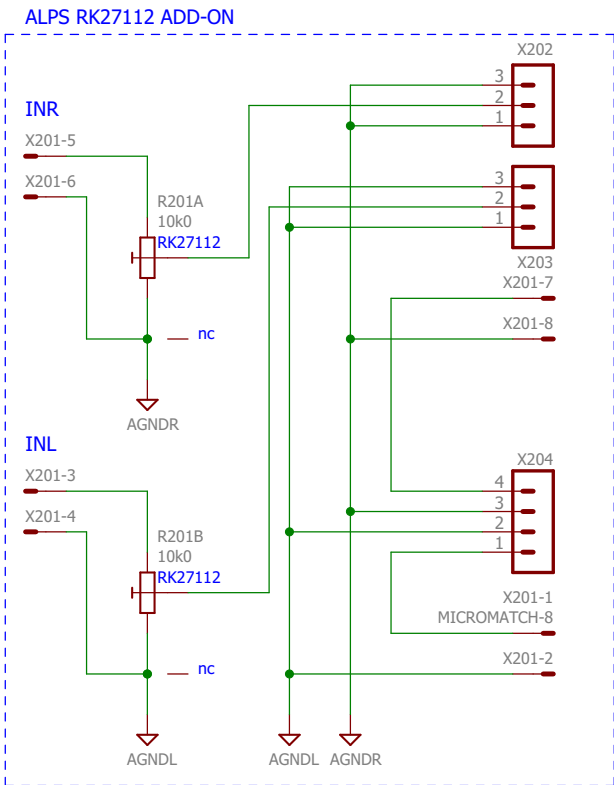 ALPS RK27112 ADD-ON
X202
3
2
1
INR
X201-5
X201-6
R201A
10k0
RK27112
nc
AGNDR
3
2
1
X203
X201-7
X201-8
INL
X201-3
X201-4
R201B
10k0
RK27112
nc
AGNDL
X204
4
3
2
1
X201-1
MICROMATCH-8
X201-2
AGNDL AGNDR